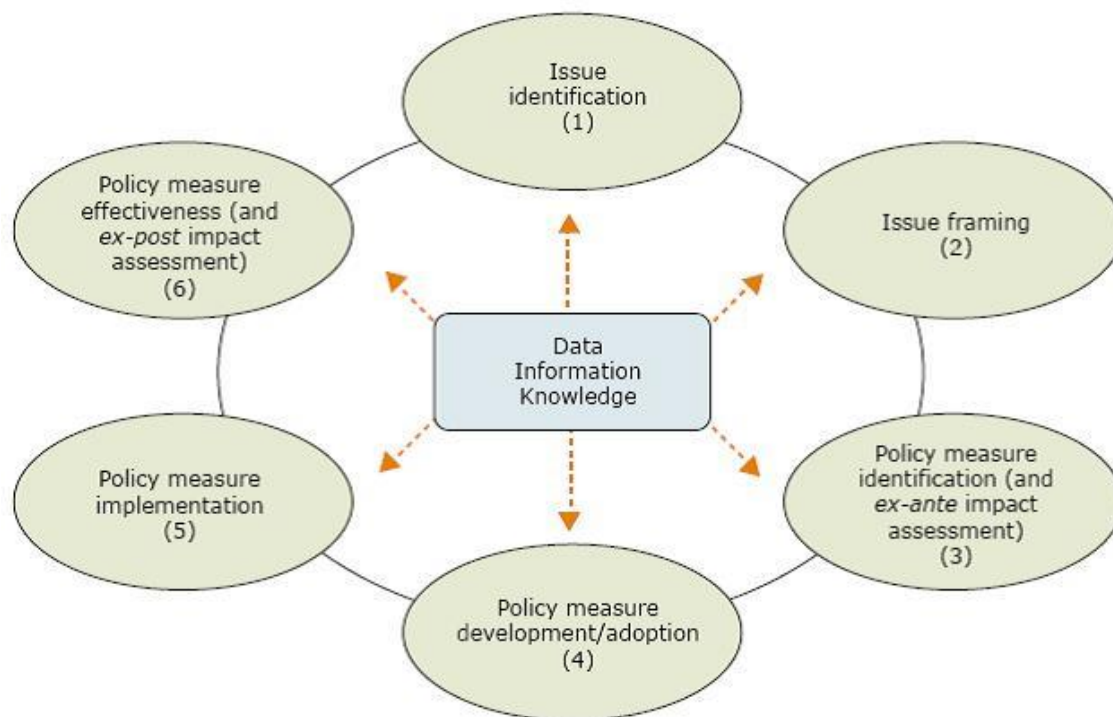 Issue
identification
(1)
Issue framing
(2)
Policy measure
identification (and
ex-ante impact
assessment)
(3)
Policy measure
development/adoption
(4)
Policy measure
implementation
(5)
Policy measure
effectiveness (and
ex-post impact
assessment)
(6)
Data
Information
Knowledge